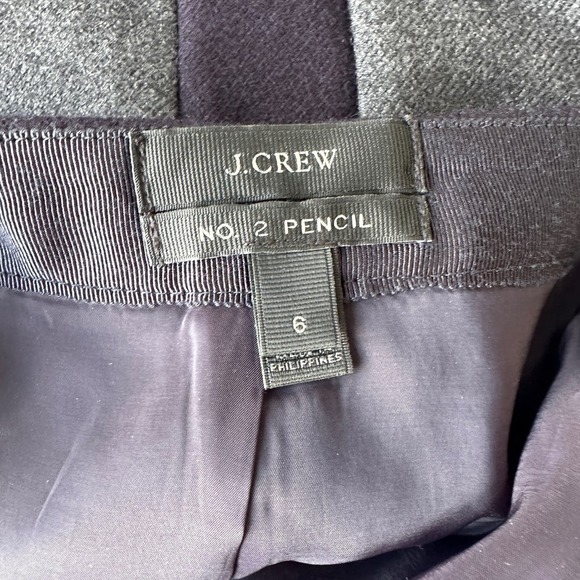 J.CREW
NO. 2 PENCIL
6
PHILIPPINES